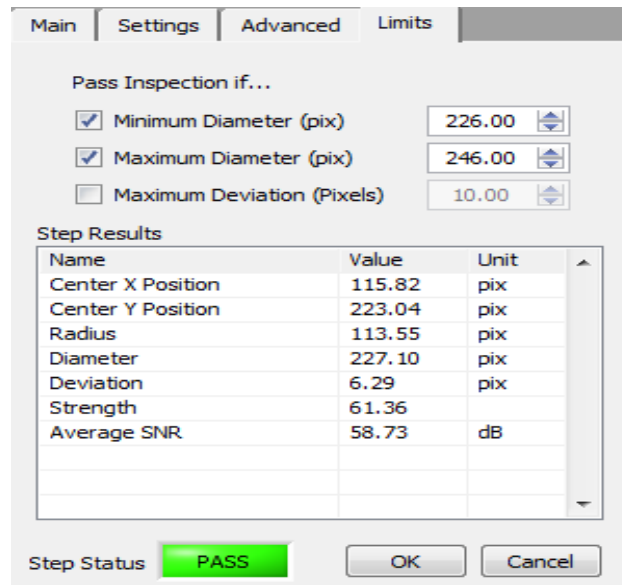 Main Settings Advanced Limits
Pass Inspection if...
Minimum Diameter (pix) 226.00
Maximum Diameter (pix) 246.00
Maximum Deviation (Pixels) 10.00
Step Results
Name Value Unit
Center X Position 115.82 pix
Center Y Position 223.04 pix
Radius 113.55 pix
Diameter 227.10 pix
Deviation 6.29 pix
Strength 61.36
Average SNR 58.73 dB
Step Status PASS OK Cancel